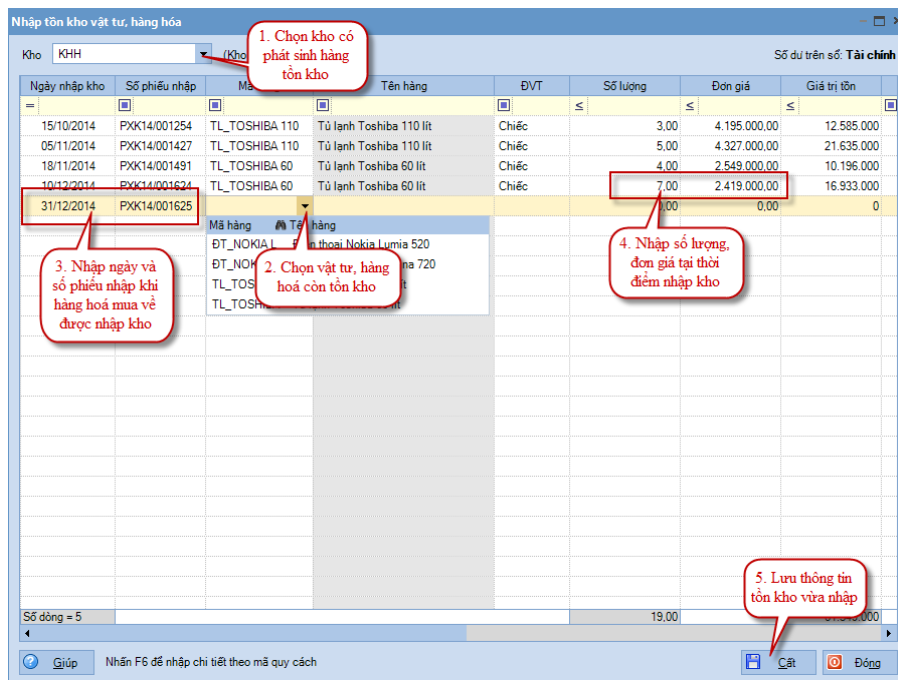 Nhập tồn kho vật tư, hàng hóa
Kho KHH (Kho Số dư trên sổ: Tài chính
1. Chọn kho có
phát sinh hàng
tồn kho
Ngày nhập kho Số phiếu nhập Tên hàng ĐVT Số lượng Đơn giá Giá trị tồn
= ≤ ≤ ≤
15/10/2014 PXK14/001254 TL_TOSHIBA 110 Tủ lạnh Toshiba 110 lít Chiếc 3,00 4.195.000,00 12.585.000
05/11/2014 PXK14/001427 TL_TOSHIBA 110 Tủ lạnh Toshiba 110 lít Chiếc 5,00 4.327.000,00 21.635.000
18/11/2014 PXK14/001491 TL_TOSHIBA 60 Tủ lạnh Toshiba 60 lít Chiếc 4,00 2.549.000,00 10.196.000
10/12/2014 PXK14/001624 TL_TOSHIBA 60 Tủ lạnh Toshiba 60 lít Chiếc 7,00 2.419.000,00 16.933.000
31/12/2014 PXK14/001625 0,00 0,00 0
Mã hàng Tên hàng
ĐT_NOKIA L Điện thoại Nokia Lumia 520
ĐT_NOK 720
TL_TOS
TL_TOSH
2. Chọn vật tư, hàng
hoá còn tồn kho
3. Nhập ngày và
số phiếu nhập khi
hàng hoá mua về
được nhập kho
4. Nhập số lượng,
đơn giá tại thời
điểm nhập kho
5. Lưu thông tin
tồn kho vừa nhập
Số dòng = 5 19,00
Giúp Nhấn F6 để nhập chi tiết theo mã quy cách Cất Đóng